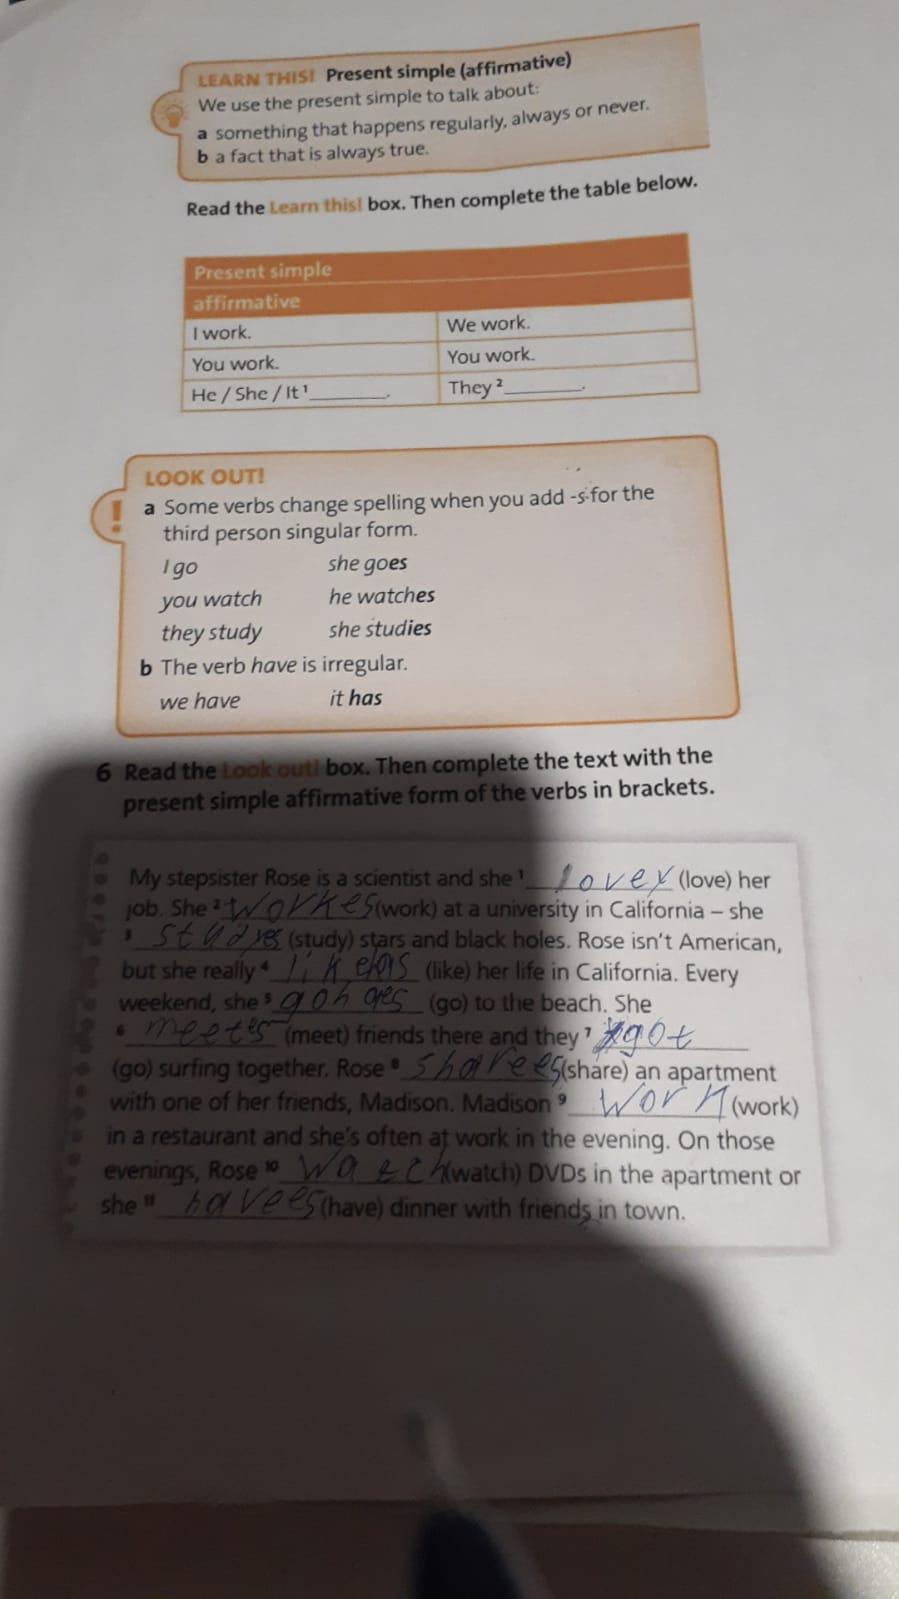 LEARN THIS! Present simple (affirmative)
We use the present simple to talk about:
a something that happens regularly, always or never.
b a fact that is always true.
Read the Learn this! box. Then complete the table below.
Present simple
affirmative
I work. We work.
You work. You work.
He / She / It ¹________. They ²________.
LOOK OUT!
! a Some verbs change spelling when you add -s for the
third person singular form.
I go she goes
you watch he watches
they study she studies
b The verb have is irregular.
we have it has
6 Read the Look out! box. Then complete the text with the
present simple affirmative form of the verbs in brackets.
My stepsister Rose is a scientist and she ¹ (love) her
job. She ² workes (work) at a university in California – she
³ (study) stars and black holes. Rose isn't American,
but she really ⁴ (like) her life in California. Every
weekend, she ⁵ (go) to the beach. She
⁶ meetes (meet) friends there and they ⁷ got
(go) surfing together. Rose ⁸ sharees (share) an apartment
with one of her friends, Madison. Madison ⁹ (work)
in a restaurant and she's often at work in the evening. On those
evenings, Rose ¹⁰ (watch) DVDs in the apartment or
she ¹¹ havees (have) dinner with friends in town.